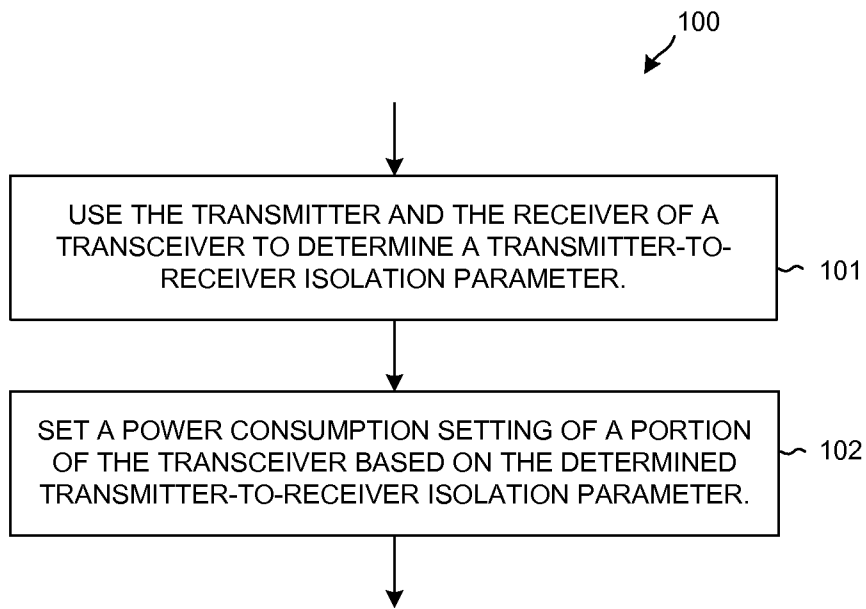 100
USE THE TRANSMITTER AND THE RECEIVER OF A
TRANSCEIVER TO DETERMINE A TRANSMITTER-TO-
RECEIVER ISOLATION PARAMETER.
101
SET A POWER CONSUMPTION SETTING OF A PORTION
OF THE TRANSCEIVER BASED ON THE DETERMINED
TRANSMITTER-TO-RECEIVER ISOLATION PARAMETER.
102